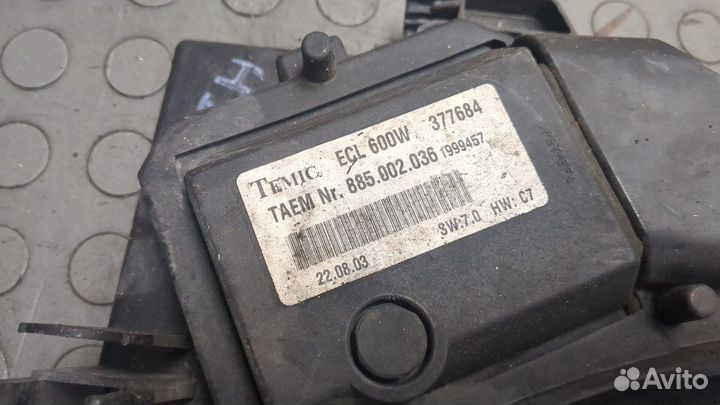 TEMIC ECL 600W 377684
TAEM Nr. 885.002.036 1999457
22.08.03 SW:7.0 HW: C7
Avito